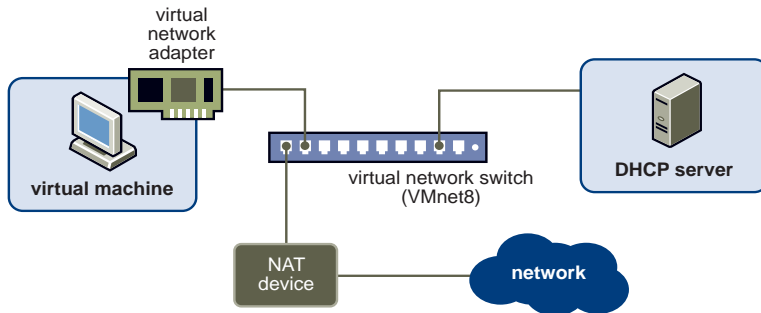 virtual
network
adapter
virtual machine
virtual network switch
(VMnet8)
DHCP server
NAT
device
network